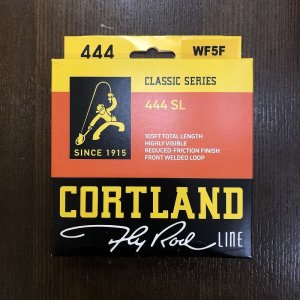 444 WF5F
CLASSIC SERIES
444 SL
105FT TOTAL LENGTH
HIGHLY VISIBLE
REDUCED-FRICTION FINISH
FRONT WELDED LOOP
SINCE 1915
CORTLAND
Fly Rod LINE